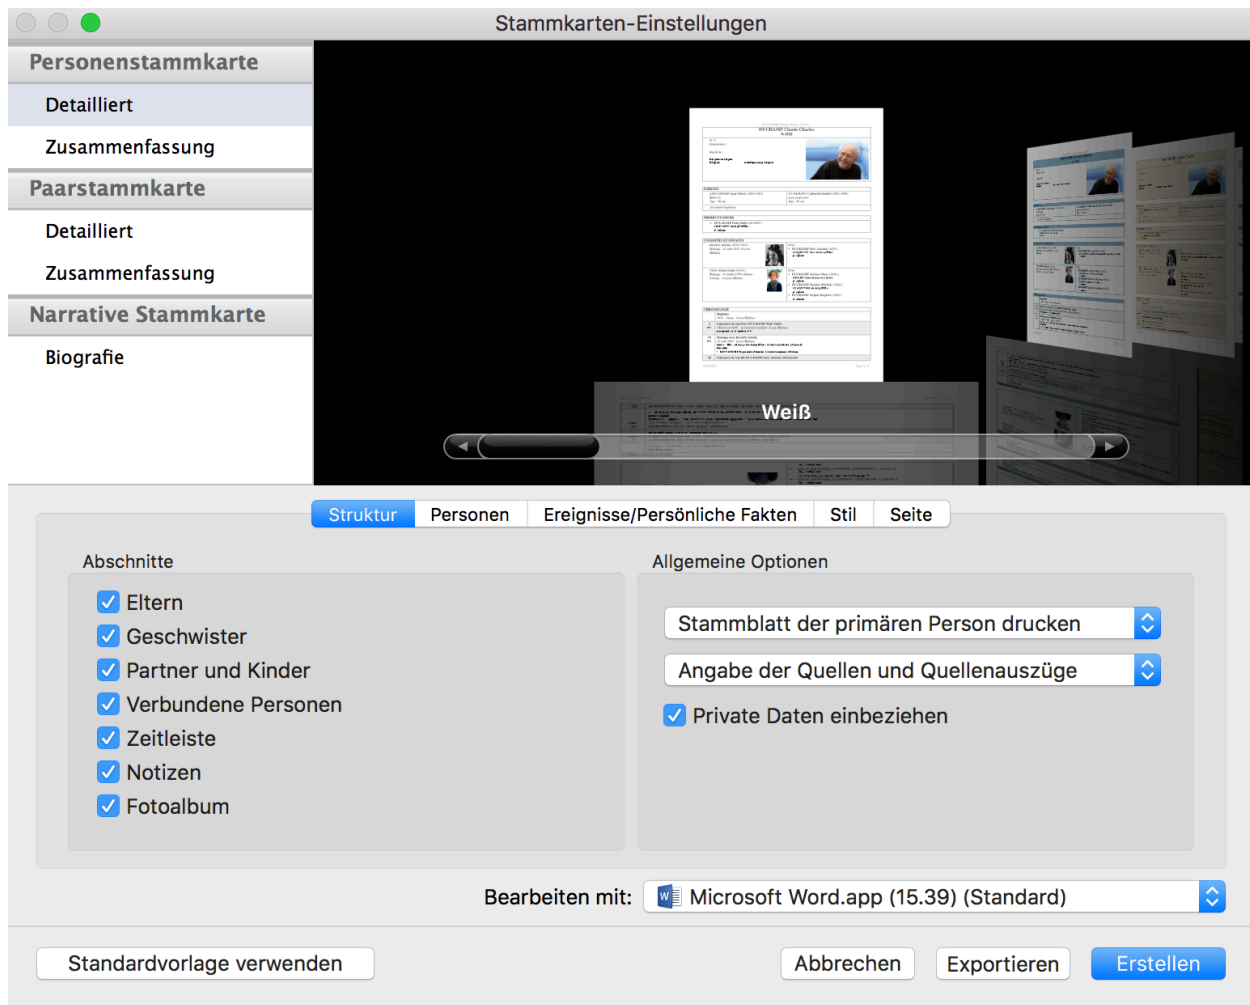 Stammkarten-Einstellungen
Personenstammkarte
Detailliert
Zusammenfassung
Paarstammkarte
Detailliert
Zusammenfassung
Narrative Stammkarte
Biografie
DUCHAMP Claude Charles
Weiß
Struktur Personen Ereignisse/Persönliche Fakten Stil Seite
Abschnitte
Eltern
Geschwister
Partner und Kinder
Verbundene Personen
Zeitleiste
Notizen
Fotoalbum
Allgemeine Optionen
Stammblatt der primären Person drucken
Angabe der Quellen und Quellenauszüge
Private Daten einbeziehen
Bearbeiten mit: Microsoft Word.app (15.39) (Standard)
Standardvorlage verwenden Abbrechen Exportieren Erstellen